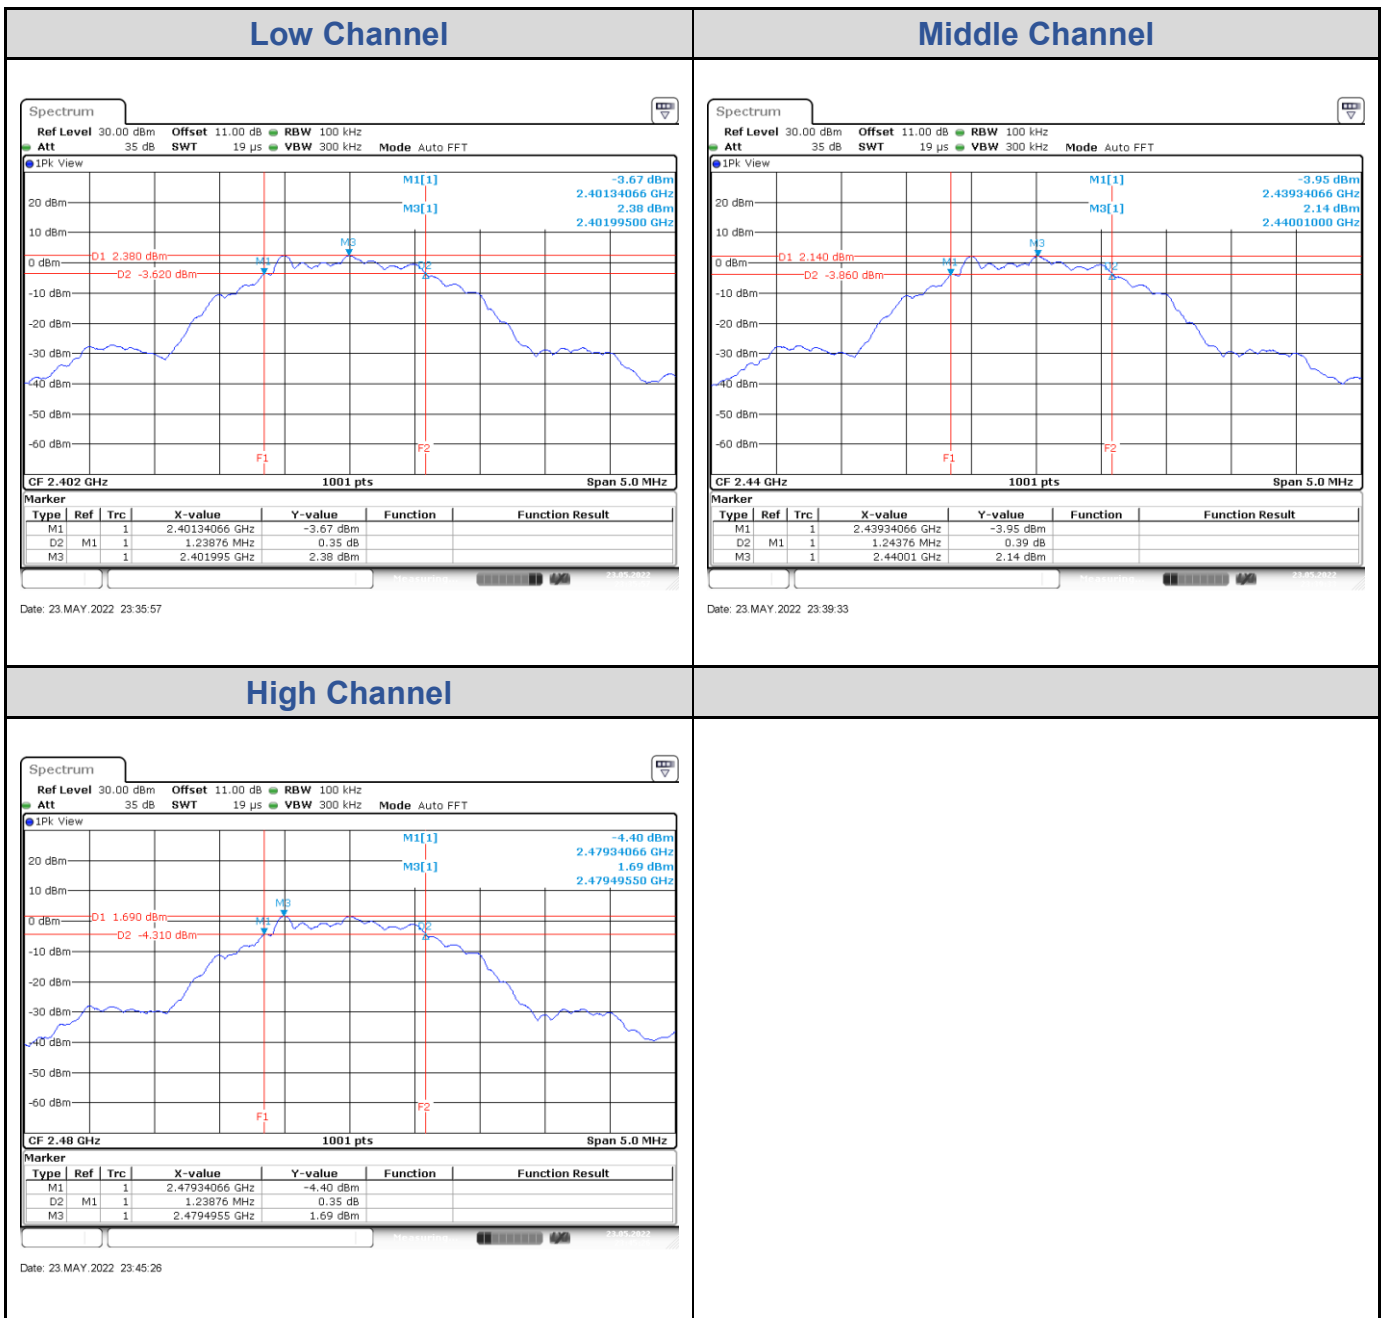 Low Channel
Middle Channel
Spectrum
Ref Level 30.00 dBm Offset 11.00 dB RBW 100 kHz
Att 35 dB SWT 19 µs VBW 300 kHz Mode Auto FFT
1Pk View
M1[1] -3.67 dBm
2.40134066 GHz
M3[1] 2.38 dBm
2.40199500 GHz
20 dBm
10 dBm
M3
D1 2.380 dBm
0 dBm
M1
D2
D2 -3.620 dBm
-10 dBm
-20 dBm
-30 dBm
-40 dBm
-50 dBm
-60 dBm
F2
F1
CF 2.402 GHz 1001 pts Span 5.0 MHz
Marker
Type Ref Trc X-value Y-value Function Function Result
M1 1 2.40134066 GHz -3.67 dBm
D2 M1 1 1.23876 MHz 0.35 dB
M3 1 2.401995 GHz 2.38 dBm
Measuring 23.05.2022
Date: 23.MAY.2022 23:35:57
Spectrum
Ref Level 30.00 dBm Offset 11.00 dB RBW 100 kHz
Att 35 dB SWT 19 µs VBW 300 kHz Mode Auto FFT
1Pk View
M1[1] -3.95 dBm
2.43934066 GHz
M3[1] 2.14 dBm
2.44001000 GHz
20 dBm
10 dBm
M3
D1 2.140 dBm
0 dBm
M1
D2 -3.860 dBm
-10 dBm
-20 dBm
-30 dBm
-40 dBm
-50 dBm
-60 dBm
F2
F1
CF 2.44 GHz 1001 pts Span 5.0 MHz
Marker
Type Ref Trc X-value Y-value Function Function Result
M1 1 2.43934066 GHz -3.95 dBm
D2 M1 1 1.24376 MHz 0.39 dB
M3 1 2.44001 GHz 2.14 dBm
Measuring 23.05.2022
Date: 23.MAY.2022 23:39:33
High Channel
Spectrum
Ref Level 30.00 dBm Offset 11.00 dB RBW 100 kHz
Att 35 dB SWT 19 µs VBW 300 kHz Mode Auto FFT
1Pk View
M1[1] -4.40 dBm
2.47934066 GHz
M3[1] 1.69 dBm
2.47949550 GHz
20 dBm
10 dBm
M3
D1 1.690 dBm
0 dBm
M1
D2
D2 -4.310 dBm
-10 dBm
-20 dBm
-30 dBm
-40 dBm
-50 dBm
-60 dBm
F2
F1
CF 2.48 GHz 1001 pts Span 5.0 MHz
Marker
Type Ref Trc X-value Y-value Function Function Result
M1 1 2.47934066 GHz -4.40 dBm
D2 M1 1 1.23876 MHz 0.35 dB
M3 1 2.4794955 GHz 1.69 dBm
Measuring 23.05.2022
Date: 23.MAY.2022 23:45:26